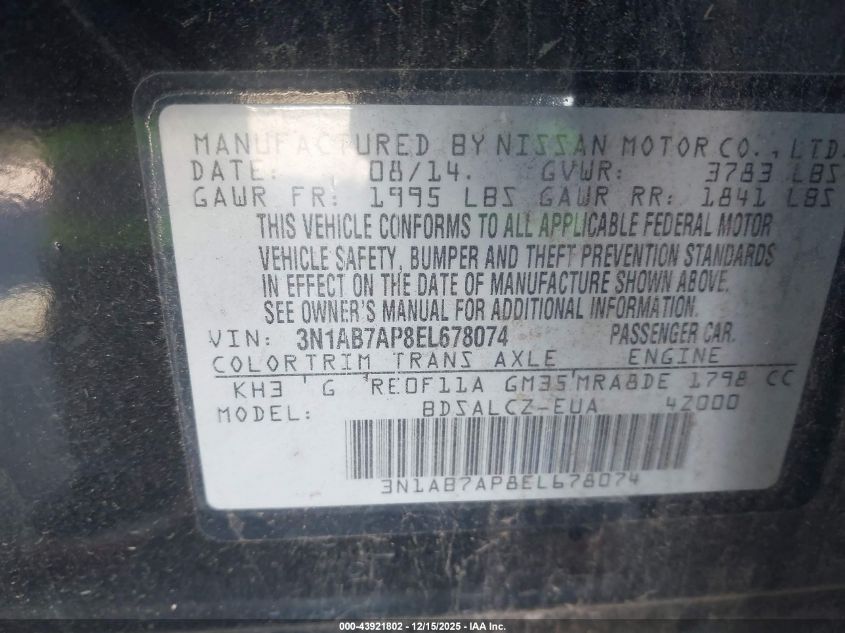 MANUFACTURED BY NISSAN MOTOR CO., LTD.
DATE: 08/14. GVWR: 3783 LBS
GAWR FR: 1995 LBS GAWR RR: 1841 LBS
THIS VEHICLE CONFORMS TO ALL APPLICABLE FEDERAL MOTOR
VEHICLE SAFETY, BUMPER AND THEFT PREVENTION STANDARDS
IN EFFECT ON THE DATE OF MANUFACTURE SHOWN ABOVE.
SEE OWNER'S MANUAL FOR ADDITIONAL INFORMATION.
VIN: 3N1AB7AP8EL678074 PASSENGER CAR.
COLOR TRIM TRANS AXLE ENGINE
KH3 G RE0F11A GM35 MRA8DE 1798 CC
MODEL: BDSALCZ-EUA 4Z000
3N1AB7AP8EL678074
000-43921802 - 12/15/2025 - IAA Inc.